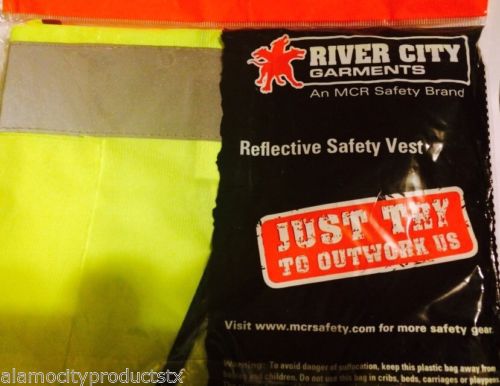 RIVER CITY
GARMENTS
An MCR Safety Brand
Reflective Safety Vest
JUST TRY
TO OUTWORK US
Visit www.mcrsafety.com for more safety gear
Warning: To avoid danger of suffocation, keep this plastic bag away from
babies and children. Do not use this bag in cribs, beds, carriages or
alamocityproductstx